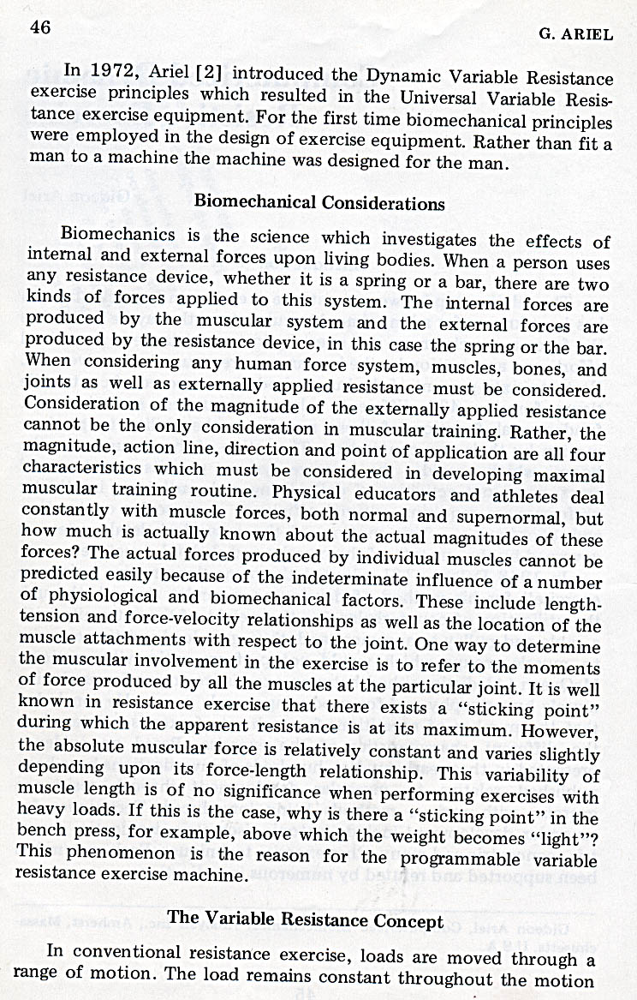 46
G. ARIEL
In 1972, Ariel [2] introduced the Dynamic Variable Resistance
exercise principles which resulted in the Universal Variable Resis-
tance exercise equipment. For the first time biomechanical principles
were employed in the design of exercise equipment. Rather than fit a
man to a machine the machine was designed for the man.
Biomechanical Considerations
Biomechanics is the science which investigates the effects of
internal and external forces upon living bodies. When a person uses
any resistance device, whether it is a spring or a bar, there are two
kinds of forces applied to this system. The internal forces are
produced by the muscular system and the external forces are
produced by the resistance device, in this case the spring or the bar.
When considering any human force system, muscles, bones, and
joints as well as externally applied resistance must be considered.
Consideration of the magnitude of the externally applied resistance
cannot be the only consideration in muscular training. Rather, the
magnitude, action line, direction and point of application are all four
characteristics which must be considered in developing maximal
muscular training routine. Physical educators and athletes deal
constantly with muscle forces, both normal and supernormal, but
how much is actually known about the actual magnitudes of these
forces? The actual forces produced by individual muscles cannot be
predicted easily because of the indeterminate influence of a number
of physiological and biomechanical factors. These include length-
tension and force-velocity relationships as well as the location of the
muscle attachments with respect to the joint. One way to determine
the muscular involvement in the exercise is to refer to the moments
of force produced by all the muscles at the particular joint. It is well
known in resistance exercise that there exists a “sticking point”
during which the apparent resistance is at its maximum. However,
the absolute muscular force is relatively constant and varies slightly
depending upon its force-length relationship. This variability of
muscle length is of no significance when performing exercises with
heavy loads. If this is the case, why is there a “sticking point” in the
bench press, for example, above which the weight becomes “light”?
This phenomenon is the reason for the programmable variable
resistance exercise machine.
The Variable Resistance Concept
In conventional resistance exercise, loads are moved through a
range of motion. The load remains constant throughout the motion